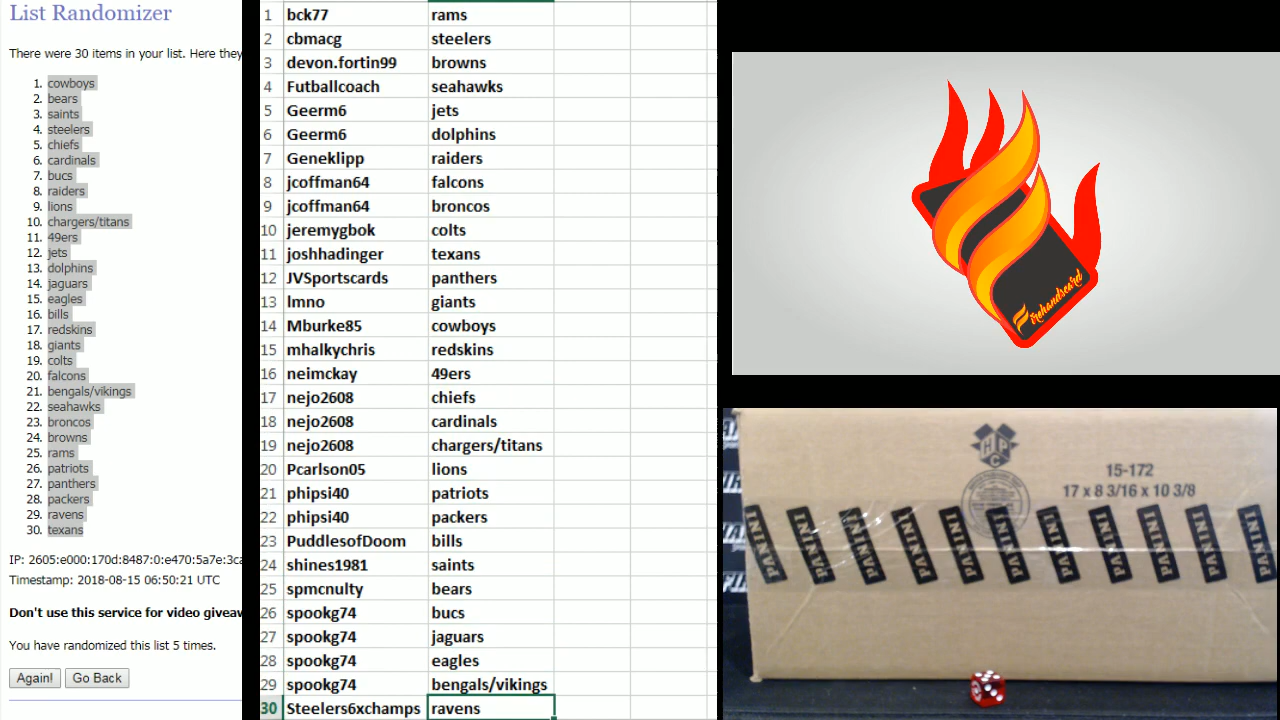 List Randomizer
There were 30 items in your list. Here they
1. cowboys
2. bears
3. saints
4. steelers
5. chiefs
6. cardinals
7. bucs
8. raiders
9. lions
10. chargers/titans
11. 49ers
12. jets
13. dolphins
14. jaguars
15. eagles
16. bills
17. redskins
18. giants
19. colts
20. falcons
21. bengals/vikings
22. seahawks
23. broncos
24. browns
25. rams
26. patriots
27. panthers
28. packers
29. ravens
30. texans
IP: 2605:e000:170d:8487:0:e470:5a7e:3c
Timestamp: 2018-08-15 06:50:21 UTC
Don't use this service for video
You have randomized this list 5 times.
Again! Go Back
1 bck77 rams
2 cbmacg steelers
3 devon.fortin99 browns
4 Futballcoach seahawks
5 Geerm6 jets
6 Geerm6 dolphins
7 Geneklipp raiders
8 jcoffman64 falcons
9 jcoffman64 broncos
10 jeremygbok colts
11 joshhadinger texans
12 JVSportscards panthers
13 lmno giants
14 Mburke85 cowboys
15 mhalkychris redskins
16 neimckay 49ers
17 nejo2608 chiefs
18 nejo2608 cardinals
19 nejo2608 chargers/titans
20 Pcarlson05 lions
21 phipsi40 patriots
22 phipsi40 packers
23 PuddlesofDoom bills
24 shines1981 saints
25 spmcnulty bears
26 spookg74 bucs
27 spookg74 jaguars
28 spookg74 eagles
29 spookg74 bengals/vikings
30 Steelers6xchamps ravens
Firehandscard
15-172
17 x 8 3/16 x 10 3/8
PANINI PANINI PANINI PANINI PANINI PANINI PANINI PANINI PANINI PANINI PANINI